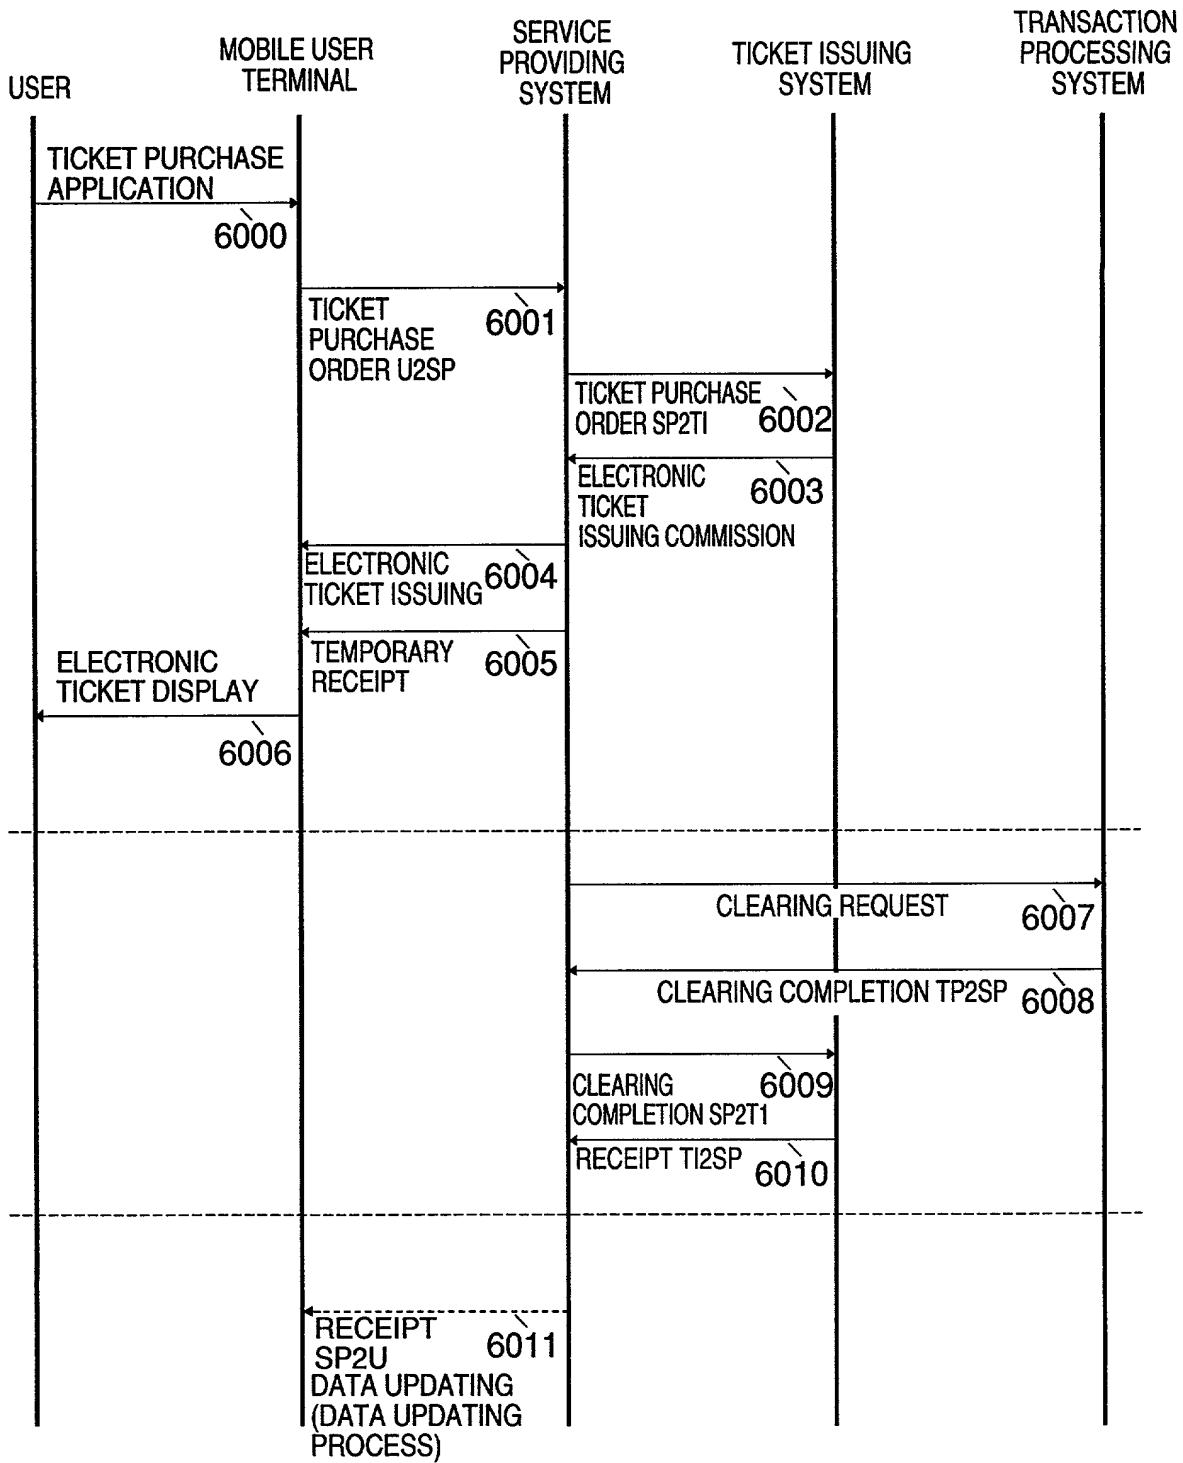 USER
MOBILE USER
TERMINAL
SERVICE
PROVIDING
SYSTEM
TICKET ISSUING
SYSTEM
TRANSACTION
PROCESSING
SYSTEM
TICKET PURCHASE
APPLICATION
6000
TICKET
PURCHASE
ORDER U2SP
6001
TICKET PURCHASE
ORDER SP2TI
6002
ELECTRONIC
TICKET
ISSUING COMMISSION
6003
ELECTRONIC
TICKET ISSUING
6004
TEMPORARY
RECEIPT
6005
ELECTRONIC
TICKET DISPLAY
6006
CLEARING REQUEST
6007
CLEARING COMPLETION TP2SP
6008
CLEARING
COMPLETION SP2T1
6009
RECEIPT TI2SP
6010
RECEIPT
SP2U
DATA UPDATING
(DATA UPDATING
PROCESS)
6011